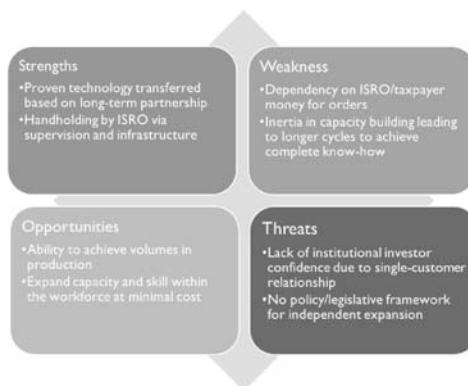 Strengths
•Proven technology transferred
based on long-term partnership
•Handholding by ISRO via
supervision and infrastructure
Weakness
•Dependency on ISRO/taxpayer
money for orders
•Inertia in capacity building leading
to longer cycles to achieve
complete know-how
Opportunities
•Ability to achieve volumes in
production
•Expand capacity and skill within
the workforce at minimal cost
Threats
•Lack of institutional investor
confidence due to single-customer
relationship
•No policy/legislative framework
for independent expansion